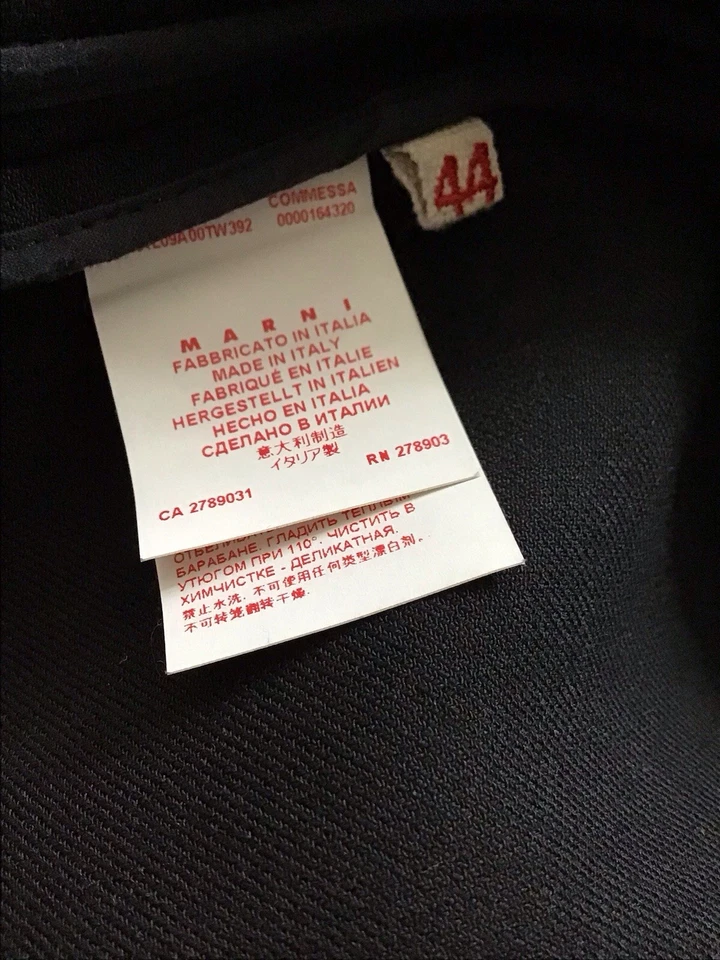 COMMESSA
0000164320
44
M A R N I
FABBRICATO IN ITALIA
MADE IN ITALY
FABRIQUÉ EN ITALIE
HERGESTELLT IN ITALIEN
HECHO EN ITALIA
СДЕЛАНО В ИТАЛИИ
意大利制造
イタリア製
CA 2789031 RN 278903
БАРАБАНЕ. ГЛАДИТЬ ТЕПЛЫМ
УТЮГОМ ПРИ 110°. ЧИСТИТЬ В
ХИМЧИСТКЕ - ДЕЛИКАТНАЯ.
禁止水洗. 不可使用任何类型漂白剂。
不可转笼翻转干燥.